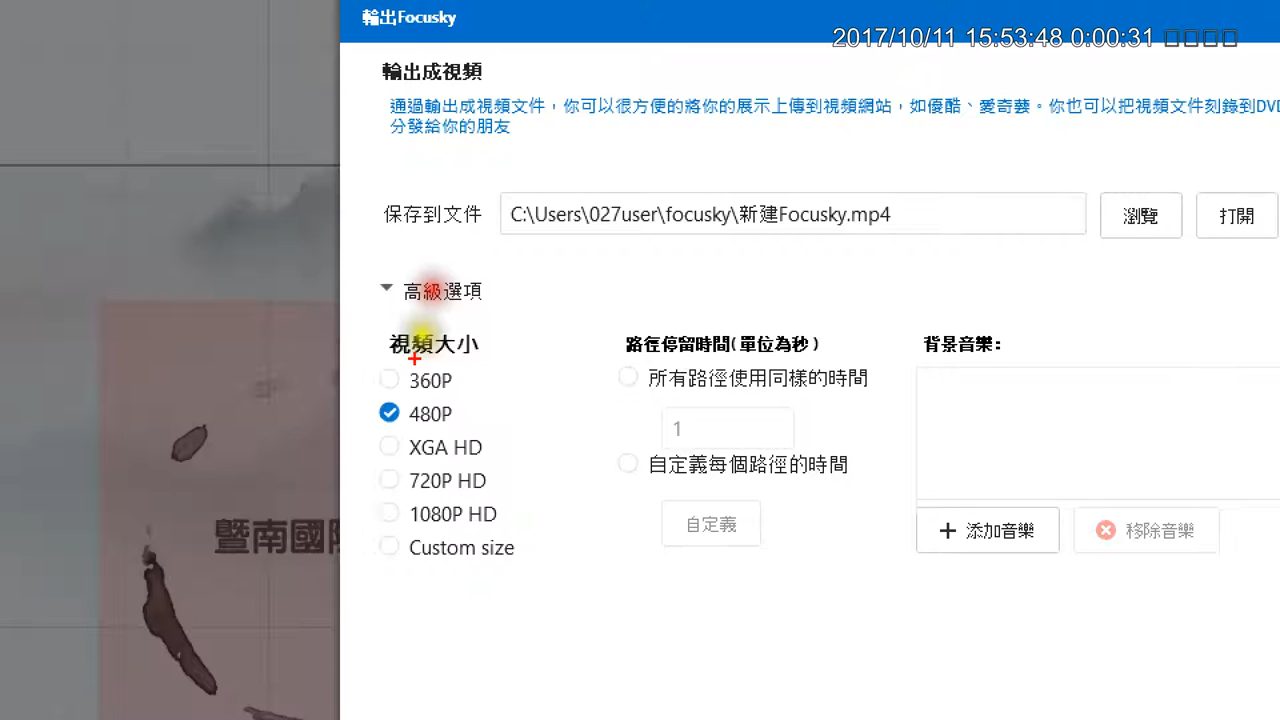 輸出Focusky
2017/10/11 15:53:48 0:00:31
輸出成視頻
通過輸出成視頻文件，你可以很方便的將你的展示上傳到視頻網站，如優酷、愛奇藝。你也可以把視頻文件刻錄到DVD
分發給你的朋友
保存到文件
C:\Users\027user\focusky\新建Focusky.mp4
瀏覽
打開
高級選項
視頻大小
360P
480P
XGA HD
720P HD
1080P HD
Custom size
路徑停留時間(單位為秒)
所有路徑使用同樣的時間
1
自定義每個路徑的時間
自定義
背景音樂:
添加音樂
移除音樂
暨南國